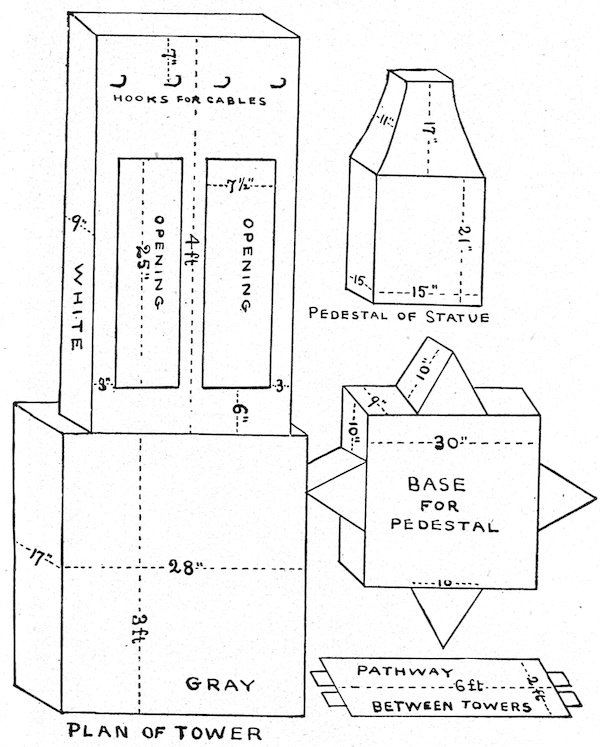 7"
HOOKS FOR CABLES
9"
WHITE
OPENING
25"
4 ft
7½"
OPENING
3"
3
6"
17"
28"
3 ft
GRAY
PLAN OF TOWER
11"
17"
21"
15
15"
PEDESTAL OF STATUE
10"
9"
10"
30"
BASE
FOR
PEDESTAL
10
PATHWAY
6 ft
2 ft
BETWEEN TOWERS